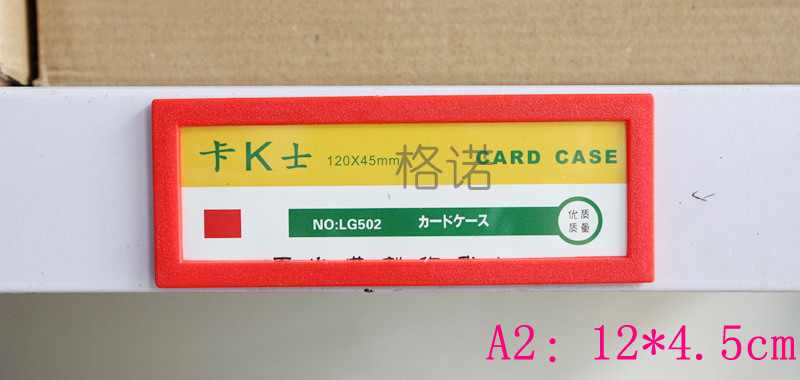 卡K士 120X45mm CARD CASE
格诺
NO:LG502 カードケース
优质
质量
A2: 12*4.5cm